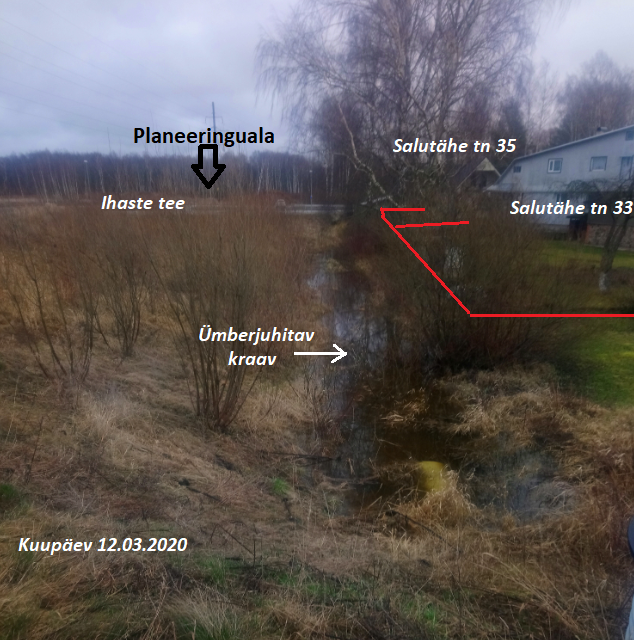 Planeeringuala
Salutähe tn 35
Ihaste tee
Salutähe tn 33
Ümberjuhitav
kraav
Kuupäev 12.03.2020